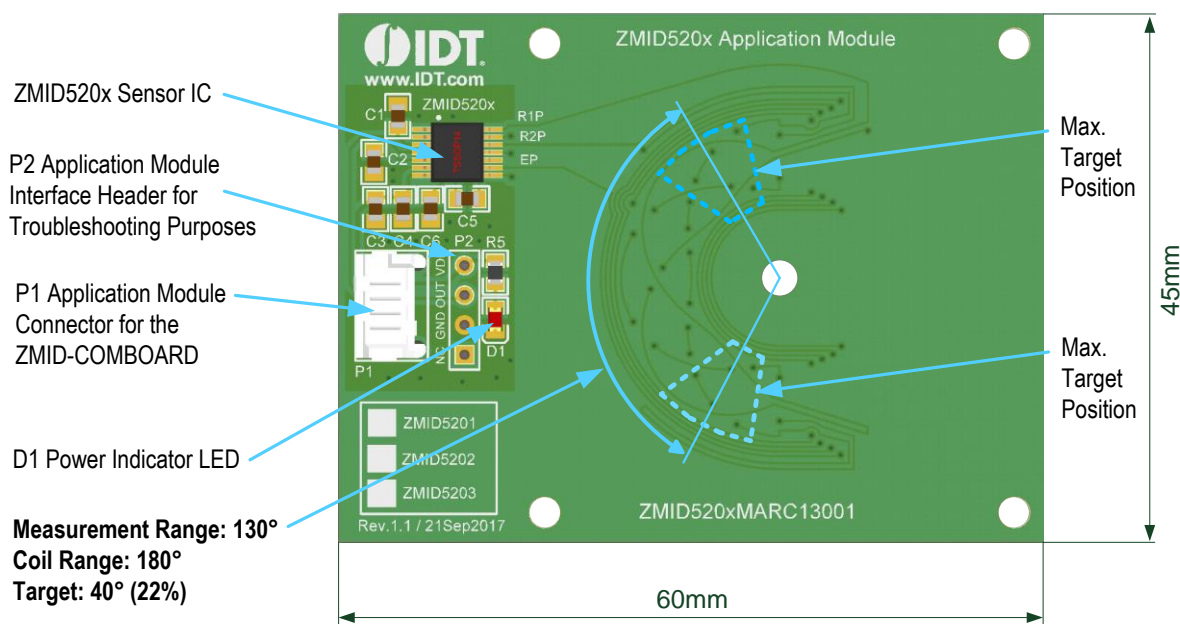 IDT.
www.IDT.com
ZMID520x Application Module
ZMID520x Sensor IC
P2 Application Module
Interface Header for
Troubleshooting Purposes
P1 Application Module
Connector for the
ZMID-COMBOARD
D1 Power Indicator LED
Measurement Range: 130°
Coil Range: 180°
Target: 40° (22%)
C1
ZMID520x
R1P
R2P
EP
C2
C5
C3 C4 C6 P2 R5
VD
OUT
GND
NC
D1
P1
ZMID5201
ZMID5202
ZMID5203
Rev.1.1 / 21Sep2017
ZMID520xMARC13001
Max.
Target
Position
Max.
Target
Position
45mm
60mm